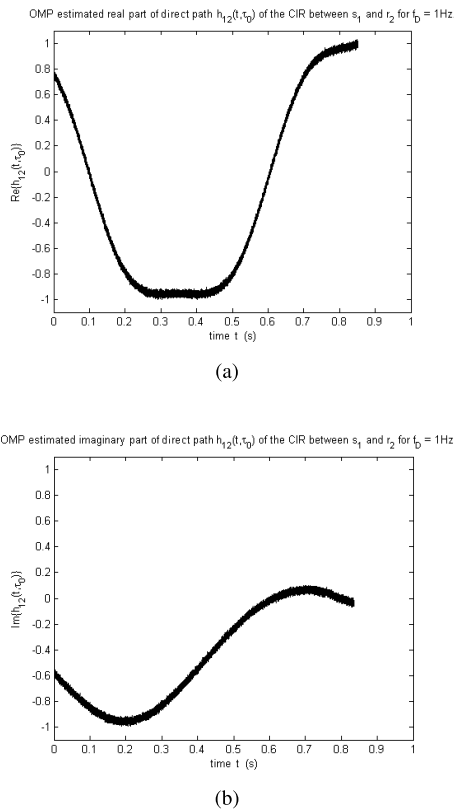 OMP estimated real part of direct path h12(t,τ0) of the CIR between s1 and r2 for fD = 1Hz
1
0.8
0.6
0.4
0.2
0
-0.2
-0.4
-0.6
-0.8
-1
Re{h12(t,τ0)}
0 0.1 0.2 0.3 0.4 0.5 0.6 0.7 0.8 0.9 1
time t (s)
(a)
OMP estimated imaginary part of direct path h12(t,τ0) of the CIR between s1 and r2 for fD = 1Hz
1
0.8
0.6
0.4
0.2
0
-0.2
-0.4
-0.6
-0.8
-1
Im{h12(t,τ0)}
0 0.1 0.2 0.3 0.4 0.5 0.6 0.7 0.8 0.9 1
time t (s)
(b)